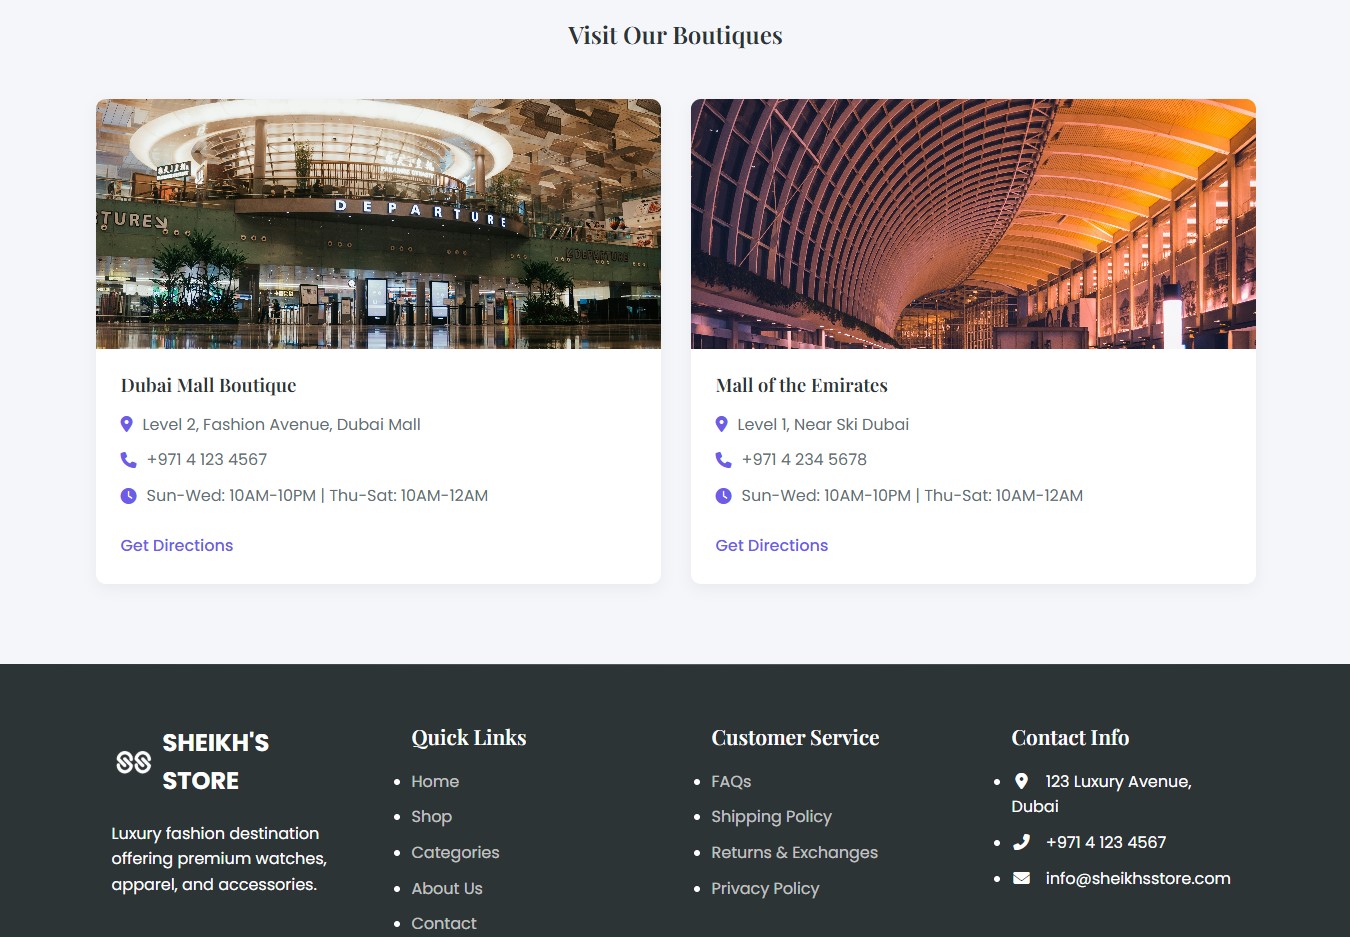 Visit Our Boutiques
TURE
DEPARTURE
Dubai Mall Boutique
Level 2, Fashion Avenue, Dubai Mall
+971 4 123 4567
Sun-Wed: 10AM-10PM | Thu-Sat: 10AM-12AM
Get Directions
Mall of the Emirates
Level 1, Near Ski Dubai
+971 4 234 5678
Sun-Wed: 10AM-10PM | Thu-Sat: 10AM-12AM
Get Directions
SHEIKH'S
STORE
Luxury fashion destination
offering premium watches,
apparel, and accessories.
Quick Links
Home
Shop
Categories
About Us
Contact
Customer Service
FAQs
Shipping Policy
Returns & Exchanges
Privacy Policy
Contact Info
123 Luxury Avenue,
Dubai
+971 4 123 4567
info@sheikhsstore.com